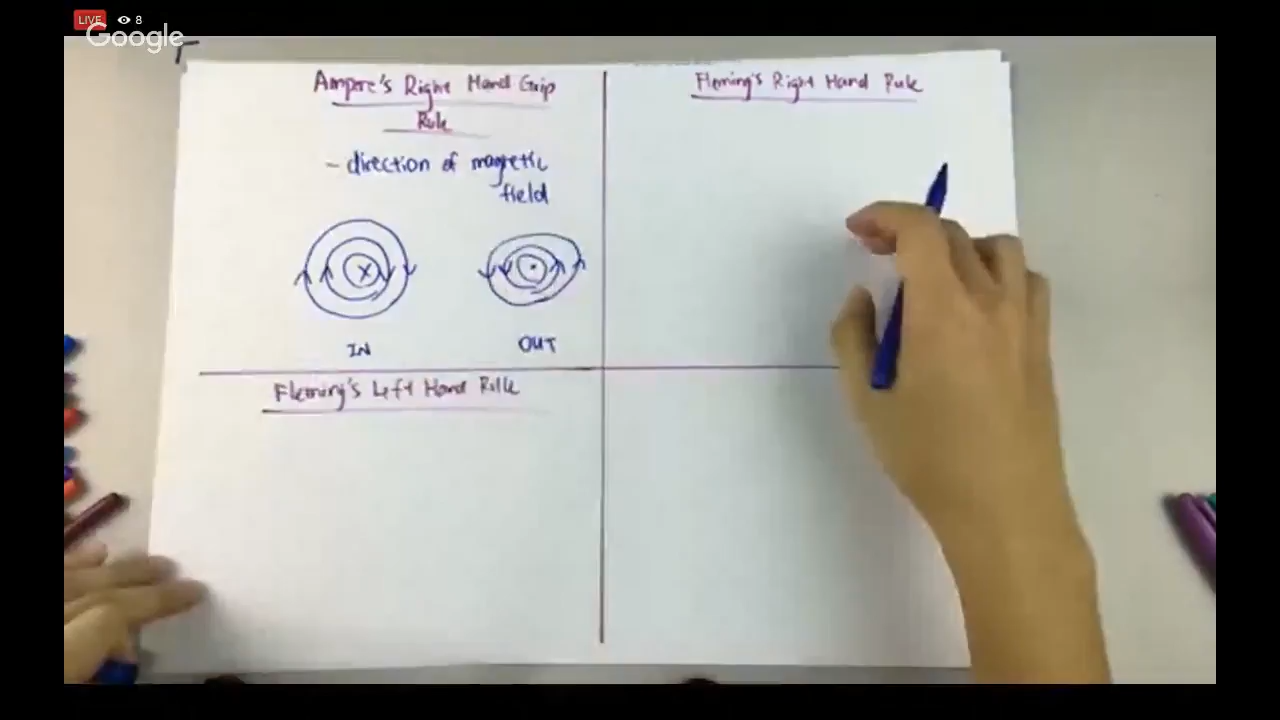 LIVE 8
Google
Ampere's Right Hand Grip
Rule
- direction of magnetic
field
x
IN
OUT
Fleming's Right Hand Rule
Fleming's Left Hand Rule